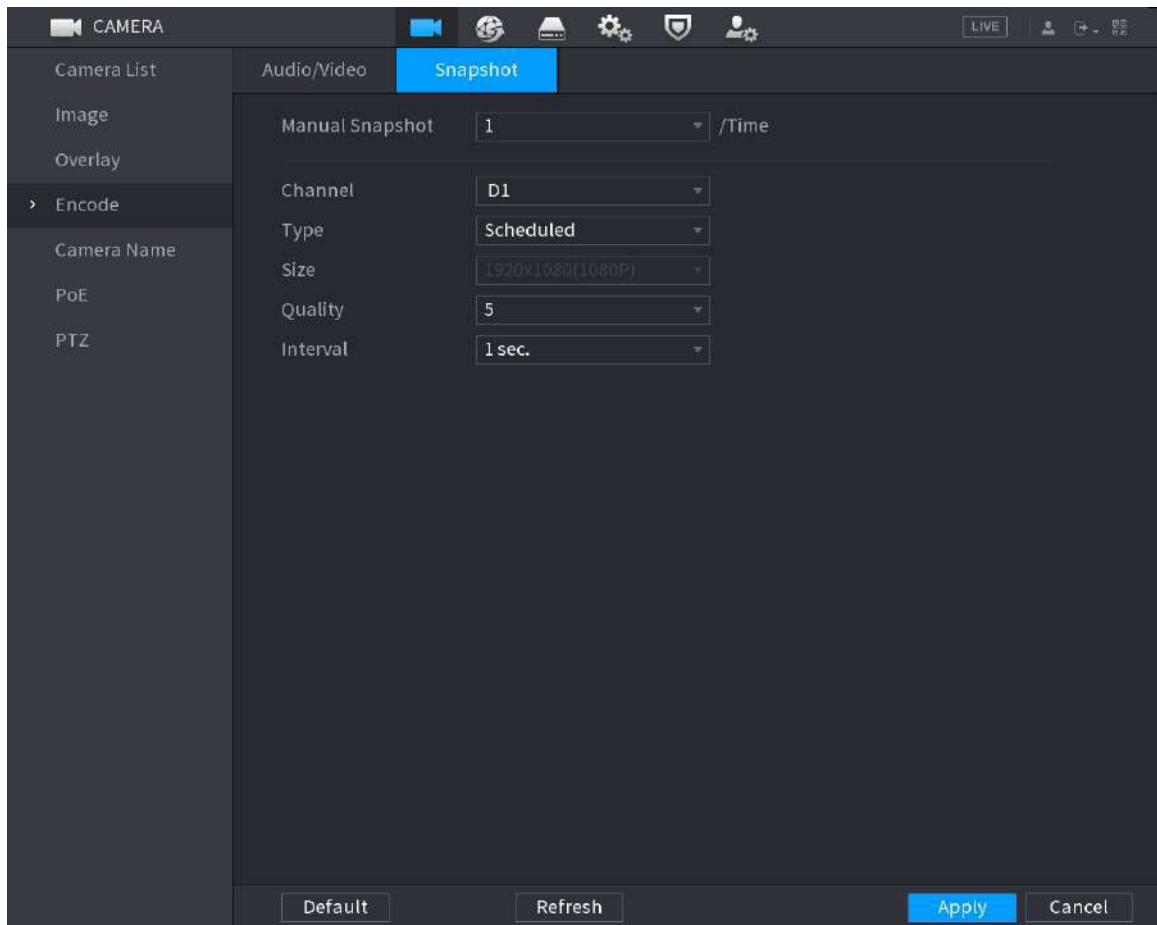 CAMERA
LIVE
Camera List
Image
Overlay
Encode
Camera Name
PoE
PTZ
Audio/Video
Snapshot
Manual Snapshot 1 /Time
Channel D1
Type Scheduled
Size 1920x1080(1080P)
Quality 5
Interval 1 sec.
Default
Refresh
Apply
Cancel